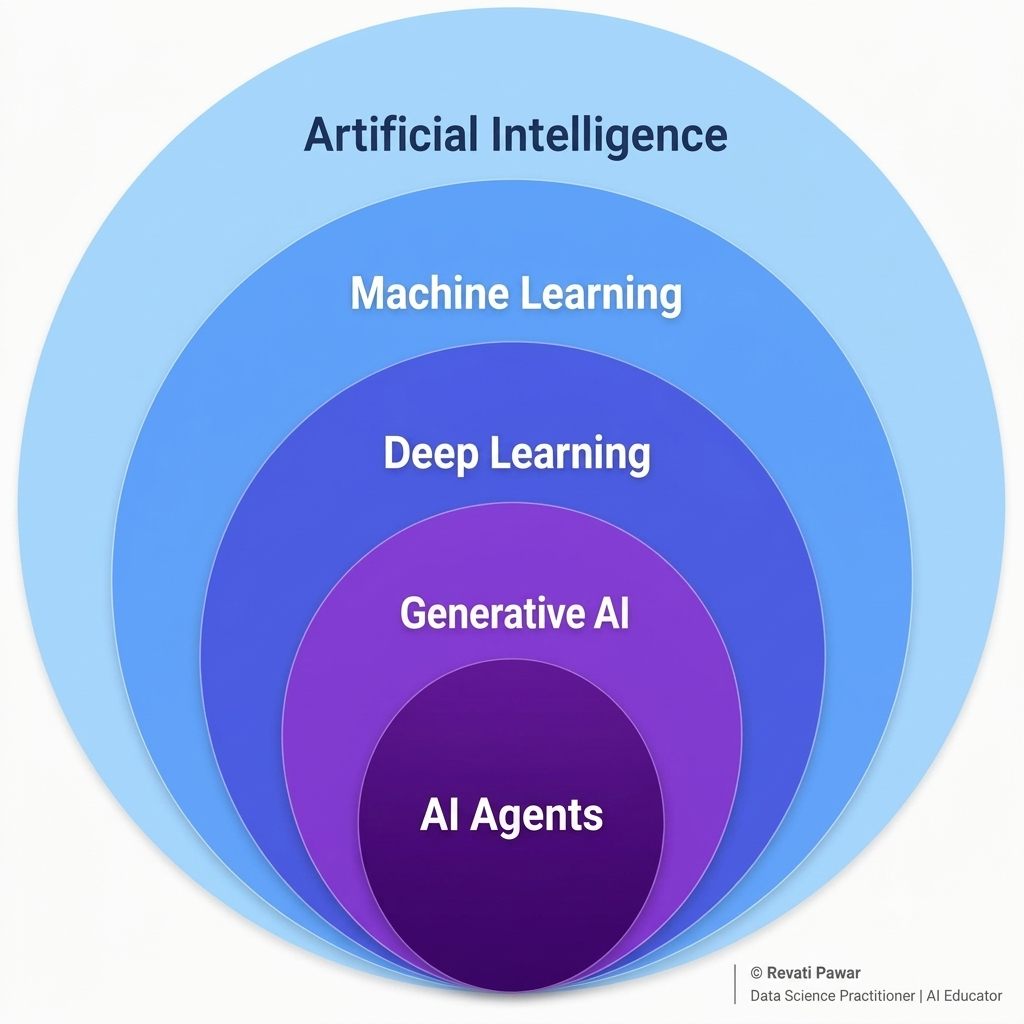 Artificial Intelligence
Machine Learning
Deep Learning
Generative AI
AI Agents
© Revati Pawar
Data Science Practitioner | AI Educator